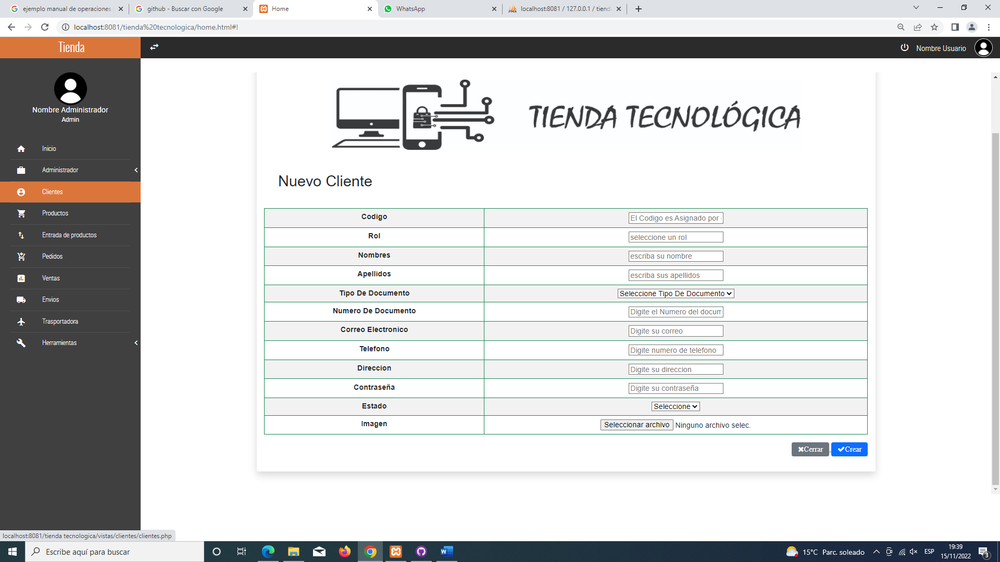 ejemplo manual de operaciones
github - Buscar con Google
Home
WhatsApp
localhost:8081 / 127.0.0.1 / tiend
localhost:8081/tienda%20tecnologica/home.html#!
Tienda
Nombre Usuario
Nombre Administrador
Admin
Inicio
Administrador
Clientes
Productos
Entrada de productos
Pedidos
Ventas
Envios
Trasportadora
Herramientas
TIENDA TECNOLÓGICA
Nuevo Cliente
Codigo
El Codigo es Asignado por
Rol
seleccione un rol
Nombres
escriba su nombre
Apellidos
escriba sus apellidos
Tipo De Documento
Seleccione Tipo De Documento
Numero De Documento
Digite el Numero del docum
Correo Electronico
Digite su correo
Telefono
Digite numero de telefono
Direccion
Digite su direccion
Contraseña
Digite su contraseña
Estado
Seleccione
Imagen
Seleccionar archivo Ninguno archivo selec.
Cerrar
Crear
localhost:8081/tienda tecnologica/vistas/clientes/clientes.php
Escribe aquí para buscar
15°C Parc. soleado
ESP
19:39
15/11/2022
3